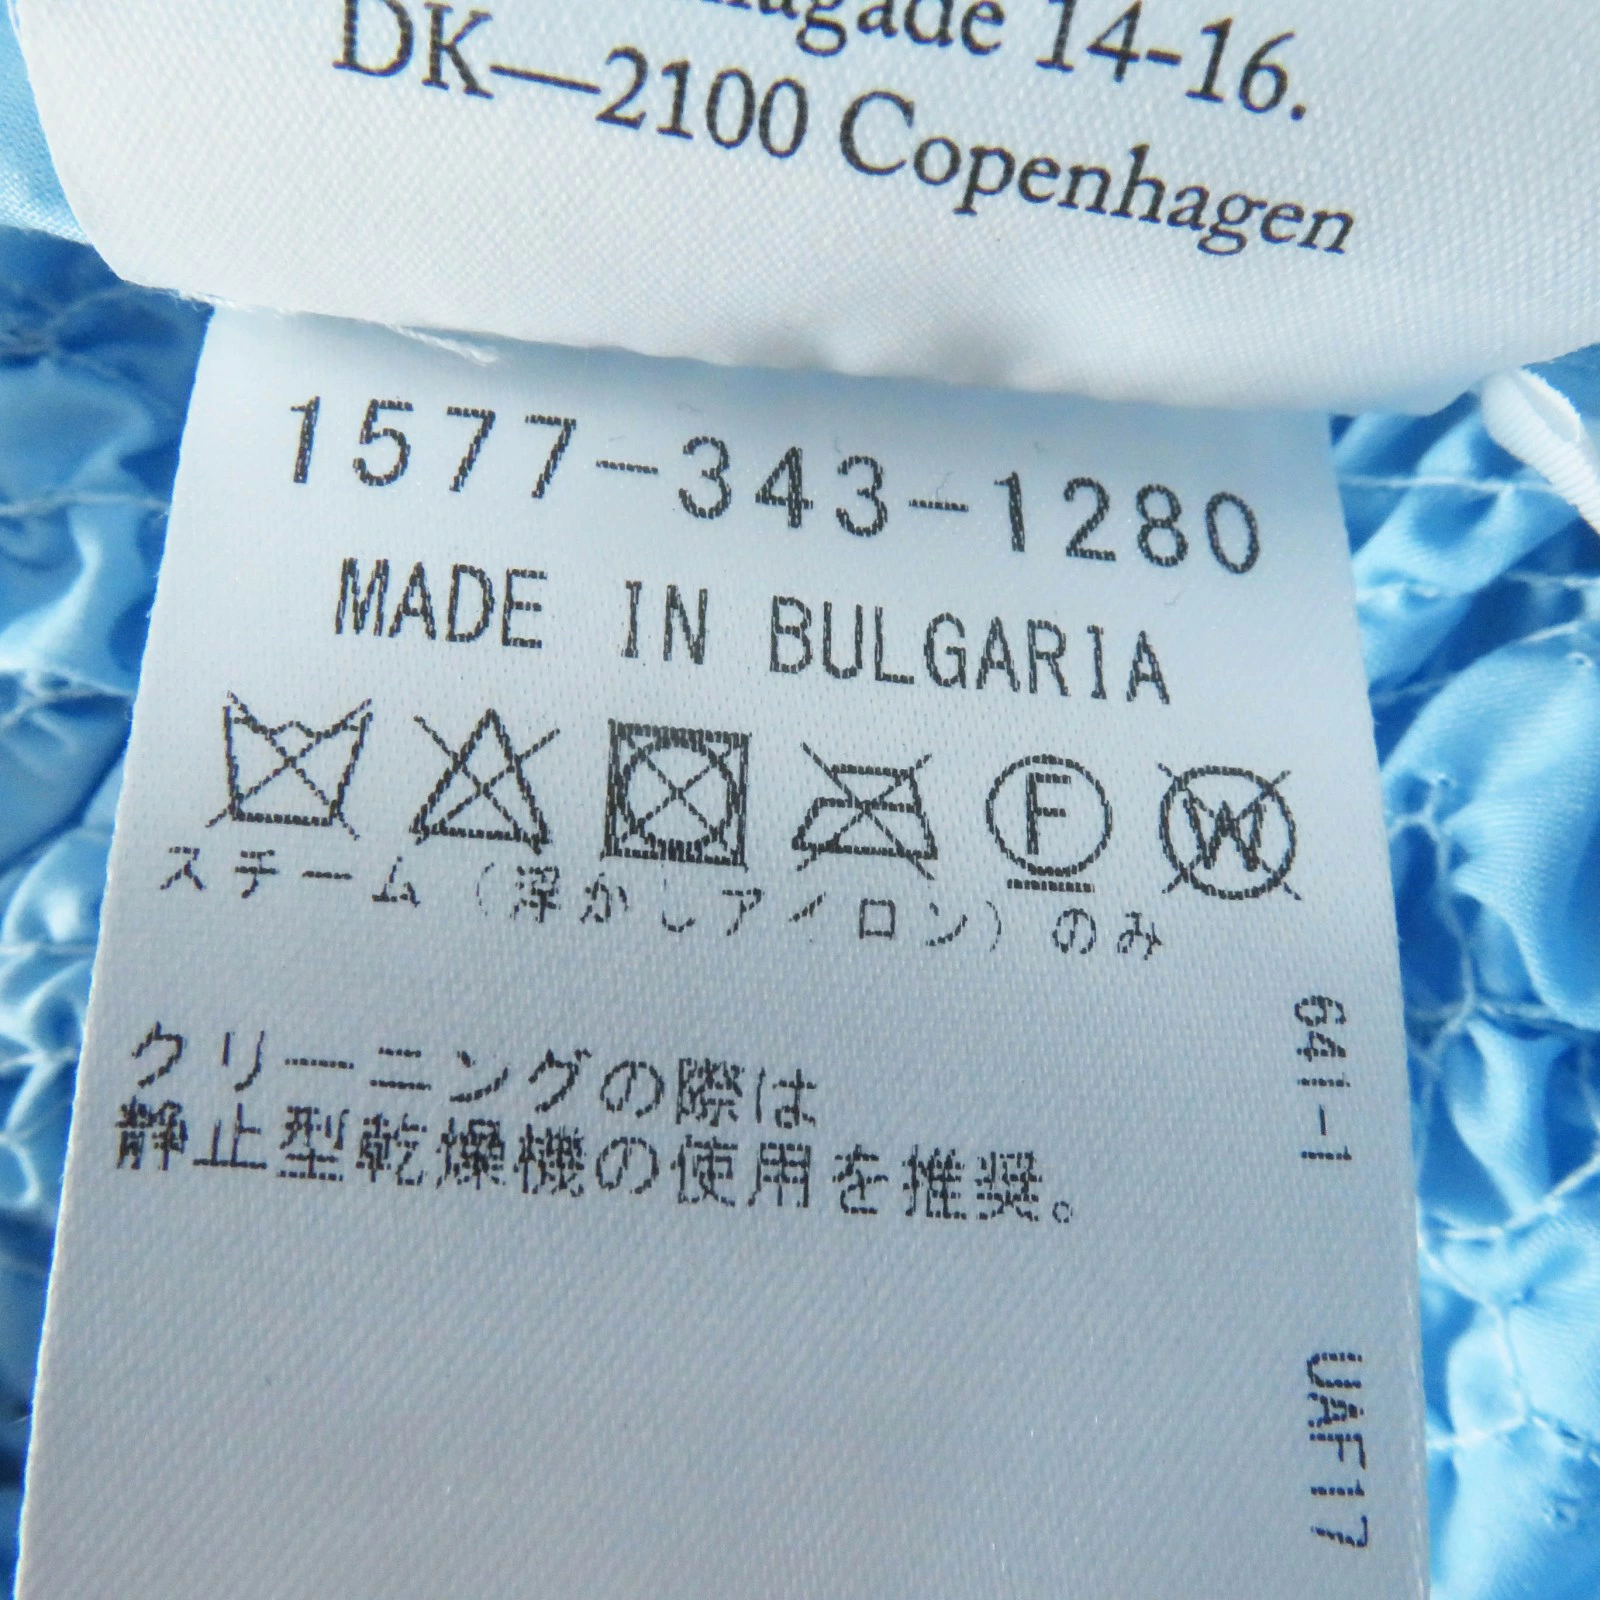 14-16.
DK—2100 Copenhagen
1577-343-1280
MADE IN BULGARIA
F W
スチーム(浮かしアイロン)のみ
クリーニングの際は
静止型乾燥機の使用を推奨。
UAF17